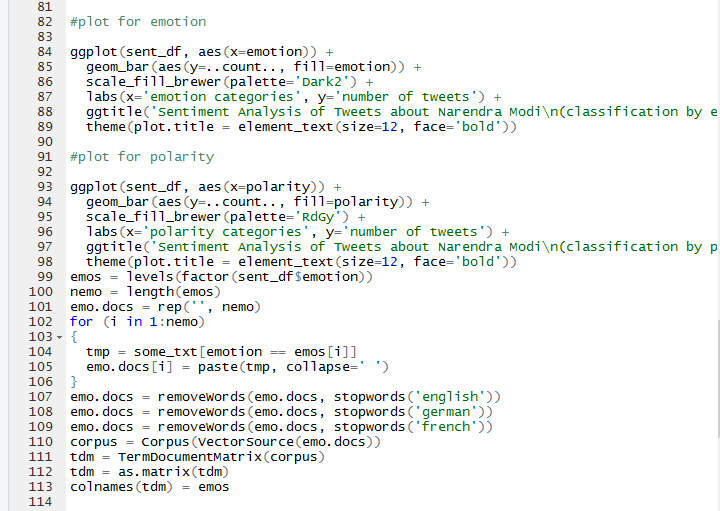 81
82 #plot for emotion
83
84 ggplot(sent_df, aes(x=emotion)) +
85   geom_bar(aes(y=..count.., fill=emotion)) +
86   scale_fill_brewer(palette='Dark2') +
87   labs(x='emotion categories', y='number of tweets') +
88   ggtitle('Sentiment Analysis of Tweets about Narendra Modi\n(classification by e
89   theme(plot.title = element_text(size=12, face='bold'))
90
91 #plot for polarity
92
93 ggplot(sent_df, aes(x=polarity)) +
94   geom_bar(aes(y=..count.., fill=polarity)) +
95   scale_fill_brewer(palette='RdGy') +
96   labs(x='polarity categories', y='number of tweets') +
97   ggtitle('Sentiment Analysis of Tweets about Narendra Modi\n(classification by p
98   theme(plot.title = element_text(size=12, face='bold'))
99 emos = levels(factor(sent_df$emotion))
100 nemo = length(emos)
101 emo.docs = rep('', nemo)
102 for (i in 1:nemo)
103 {
104   tmp = some_txt[emotion == emos[i]]
105   emo.docs[i] = paste(tmp, collapse=' ')
106 }
107 emo.docs = removeWords(emo.docs, stopwords('english'))
108 emo.docs = removeWords(emo.docs, stopwords('german'))
109 emo.docs = removeWords(emo.docs, stopwords('french'))
110 corpus = Corpus(VectorSource(emo.docs))
111 tdm = TermDocumentMatrix(corpus)
112 tdm = as.matrix(tdm)
113 colnames(tdm) = emos
114